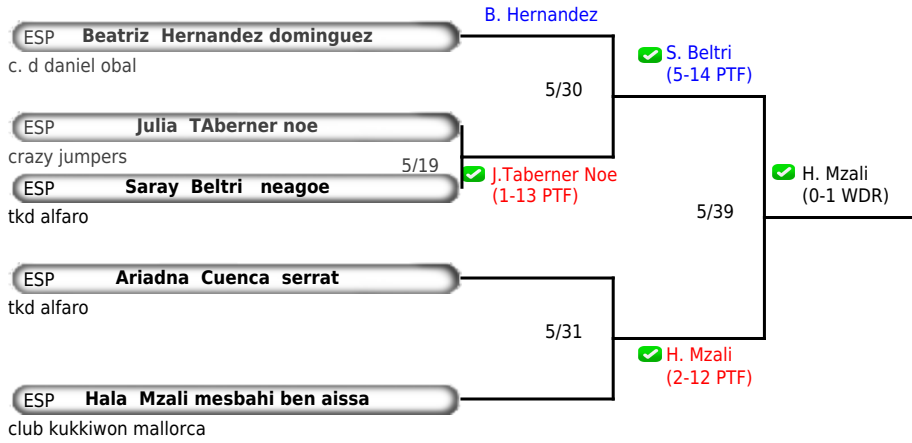 B. Hernandez
ESP Beatriz Hernandez dominguez
c. d daniel obal
S. Beltri
(5-14 PTF)
5/30
ESP Julia TAberner noe
crazy jumpers
5/19
J.Taberner Noe
(1-13 PTF)
H. Mzali
(0-1 WDR)
ESP Saray Beltri neagoe
tkd alfaro
5/39
ESP Ariadna Cuenca serrat
tkd alfaro
5/31
H. Mzali
(2-12 PTF)
ESP Hala Mzali mesbahi ben aissa
club kukkiwon mallorca